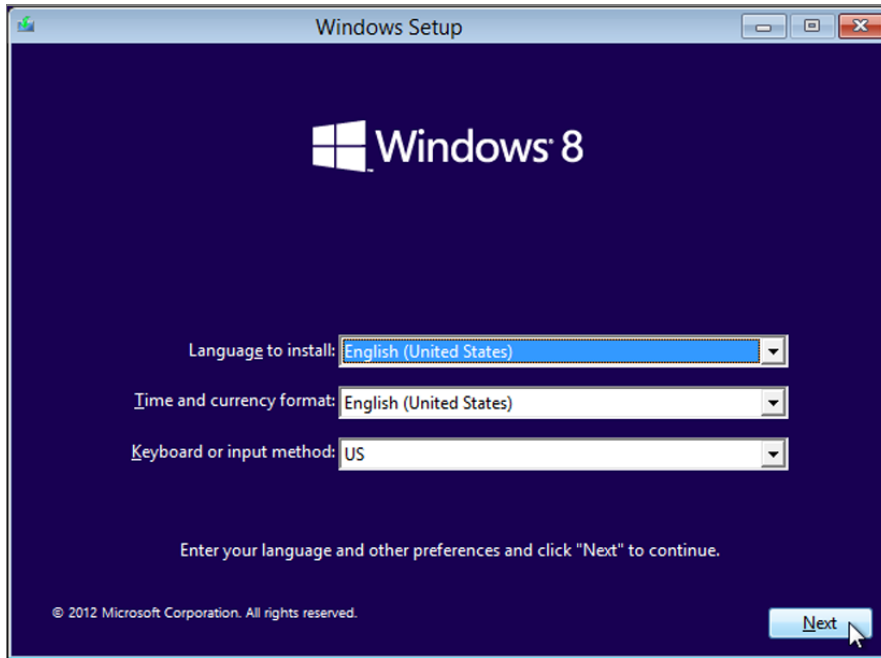 Windows Setup
Windows 8
Language to install: English (United States)
Time and currency format: English (United States)
Keyboard or input method: US
Enter your language and other preferences and click "Next" to continue.
© 2012 Microsoft Corporation. All rights reserved.
Next